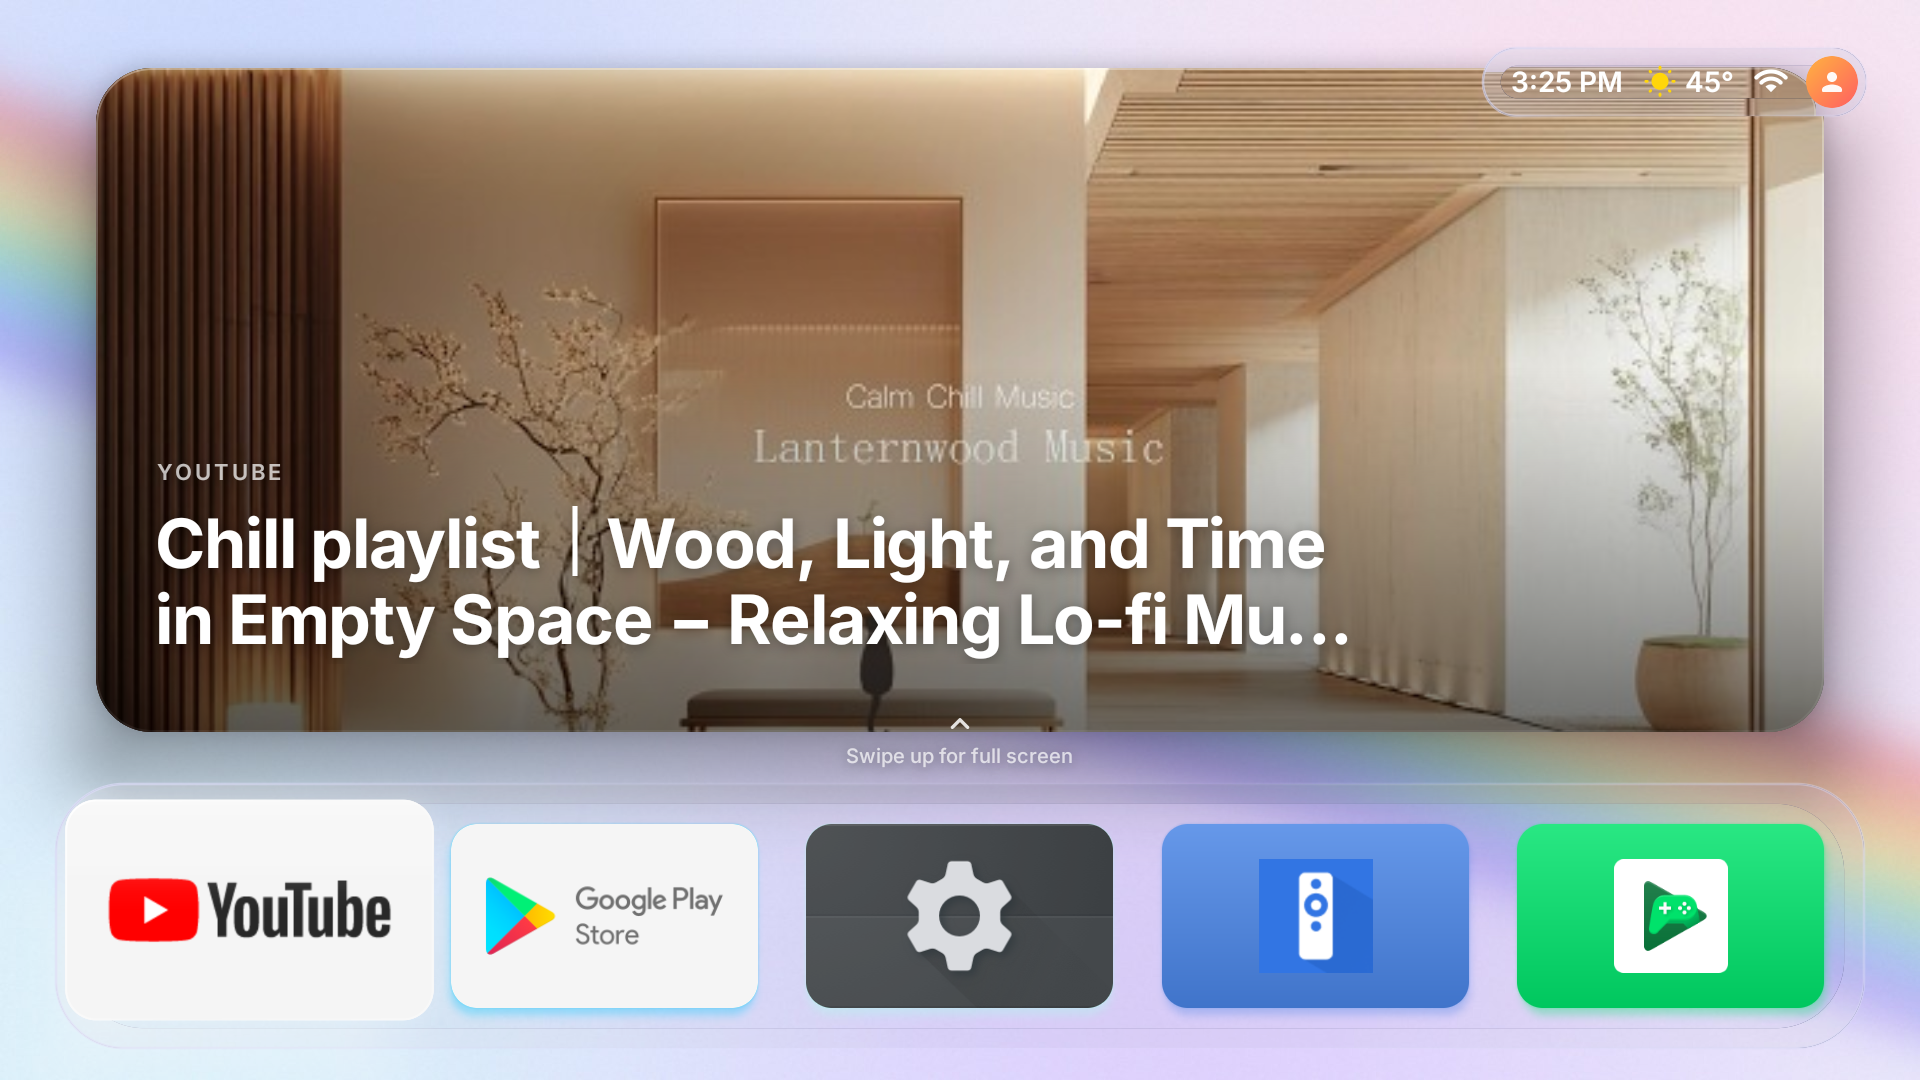 3:25 PM 45°
Calm Chill Music
Lanternwood Music
YOUTUBE
Chill playlist｜Wood, Light, and Time
in Empty Space – Relaxing Lo-fi Mu…
Swipe up for full screen
YouTube
Google Play
Store